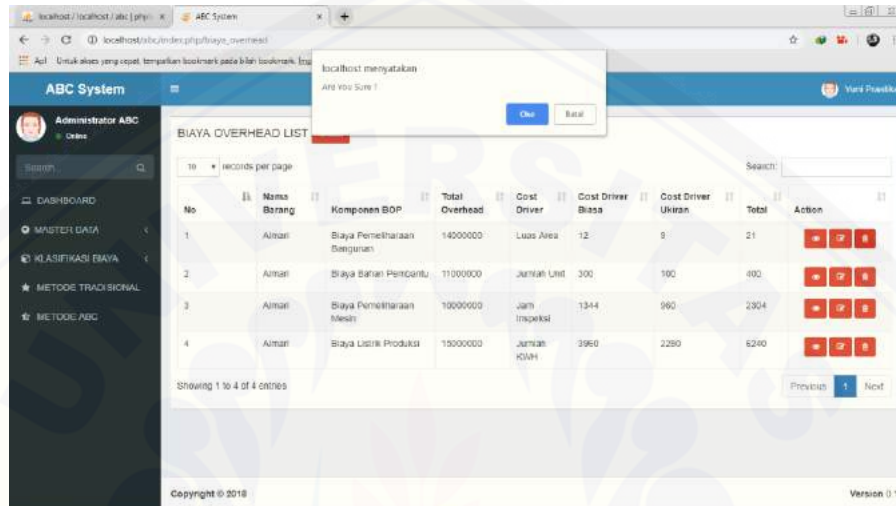 localhost / localhost / abc | php
ABC System
localhost/abc/index.php/biaya_overhead
Apl
Untuk akses yang cepat, tempatkan bookmark pada bilah bookmark.
localhost menyatakan
Are You Sure ?
Oke
Batal
ABC System
Administrator ABC
Online
Search
DASHBOARD
MASTER DATA
KLASIFIKASI BIAYA
METODE TRADISIONAL
METODE ABC
BIAYA OVERHEAD LIST
10 records per page
Search:
No Nama Barang Komponen BOP Total Overhead Cost Driver Cost Driver Biasa Cost Driver Ukiran Total Action
1 Almari Biaya Pemeliharaan Bangunan 14000000 Luas Area 12 9 21
2 Almari Biaya Bahan Pembantu 11000000 Jumlah Unit 300 100 400
3 Almari Biaya Pemeliharaan Mesin 10000000 Jam Inspeksi 1344 960 2304
4 Almari Biaya Listrik Produksi 15000000 Jumlah KWH 3960 2280 6240
Showing 1 to 4 of 4 entries
Previous 1 Next
Copyright © 2018
Version 0.1
UNIVERSITAS